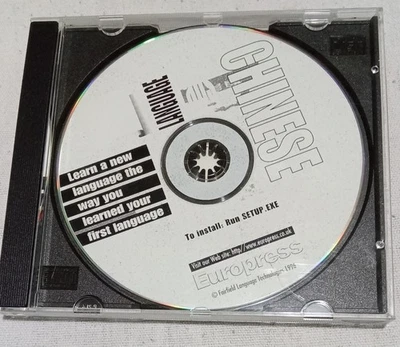 CHINESE
LANGUAGE
Learn a new
language the
way you
learned your
first language
To install: Run SETUP.EXE
Visit our Web site: http://www.europress.co.uk
Europress
© Fairfield Language Technologies